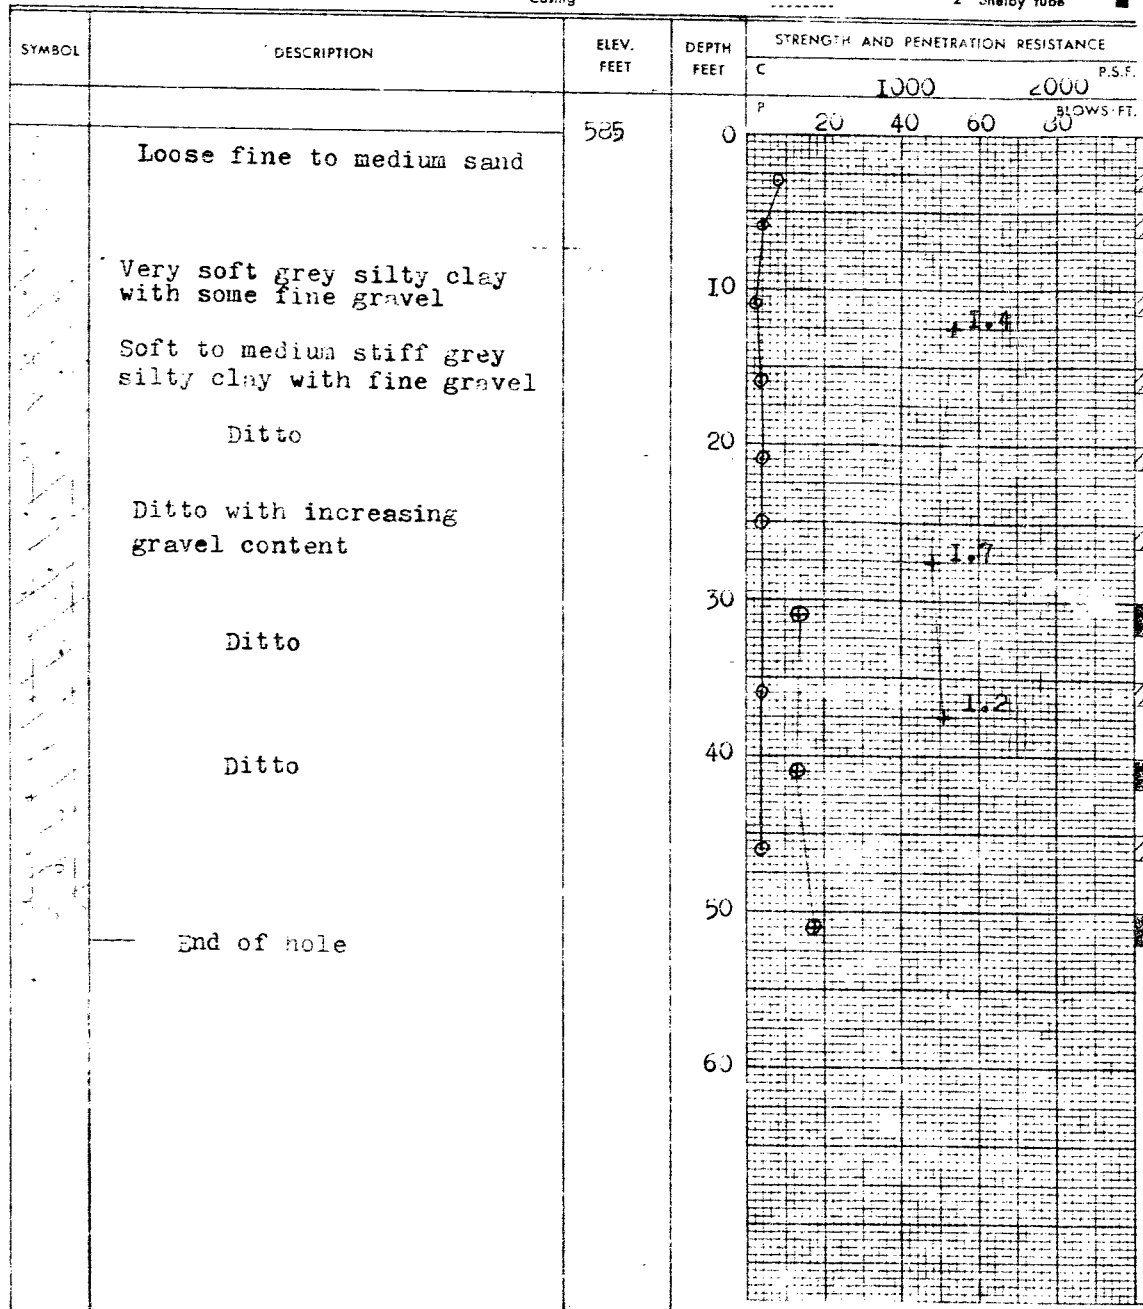 Casing 2" Shelby Tube
SYMBOL
DESCRIPTION
ELEV.
FEET
DEPTH
FEET
STRENGTH AND PENETRATION RESISTANCE
C P.S.F.
1000 2000
P BLOWS-FT.
20 40 60 80
585
0
Loose fine to medium sand
Very soft grey silty clay
with some fine gravel
10
1.4
Soft to medium stiff grey
silty clay with fine gravel
Ditto
20
Ditto with increasing
gravel content
1.7
30
Ditto
1.2
40
Ditto
50
End of hole
60